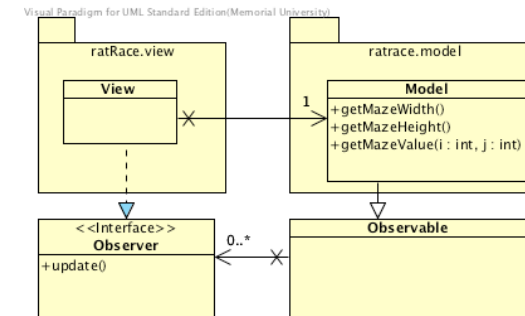 Visual Paradigm for UML Standard Edition(Memorial University)
ratRace.view
ratrace.model
View
1
Model
+getMazeWidth()
+getMazeHeight()
+getMazeValue(i : int, j : int)
<<Interface>>
Observer
+update()
0..*
Observable